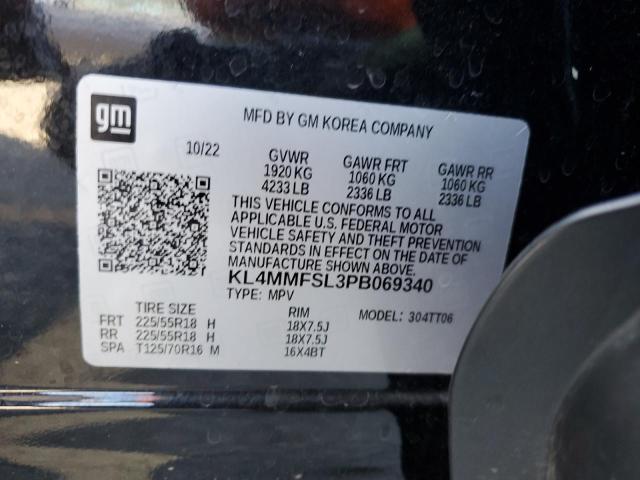 gm
MFD BY GM KOREA COMPANY
10/22
GVWR GAWR FRT GAWR RR
1920 KG 1060 KG 1060 KG
4233 LB 2336 LB 2336 LB
THIS VEHICLE CONFORMS TO ALL
APPLICABLE U.S. FEDERAL MOTOR
VEHICLE SAFETY AND THEFT PREVENTION
STANDARDS IN EFFECT ON THE DATE
OF MANUFACTURE SHOWN ABOVE.
KL4MMFSL3PB069340
TYPE: MPV
TIRE SIZE RIM MODEL: 304TT06
FRT 225/55R18 H 18X7.5J
RR 225/55R18 H 18X7.5J
SPA T125/70R16 M 16X4BT